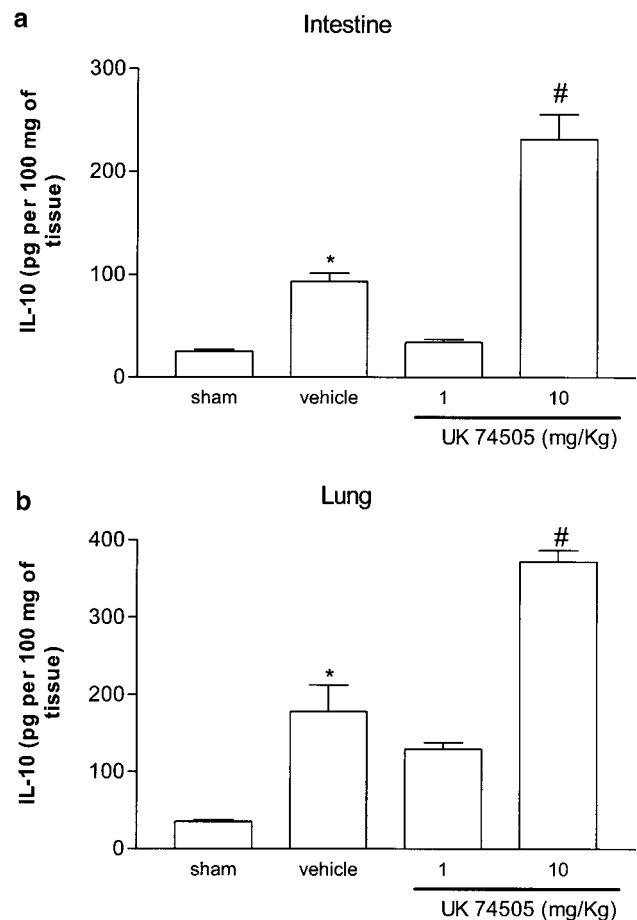 a
Intestine
IL-10 (pg per 100 mg of
tissue)
300
200
100
0
*
#
sham
vehicle
1
10
UK 74505 (mg/Kg)
b
Lung
IL-10 (pg per 100 mg of
tissue)
400
300
200
100
0
*
#
sham
vehicle
1
10
UK 74505 (mg/Kg)